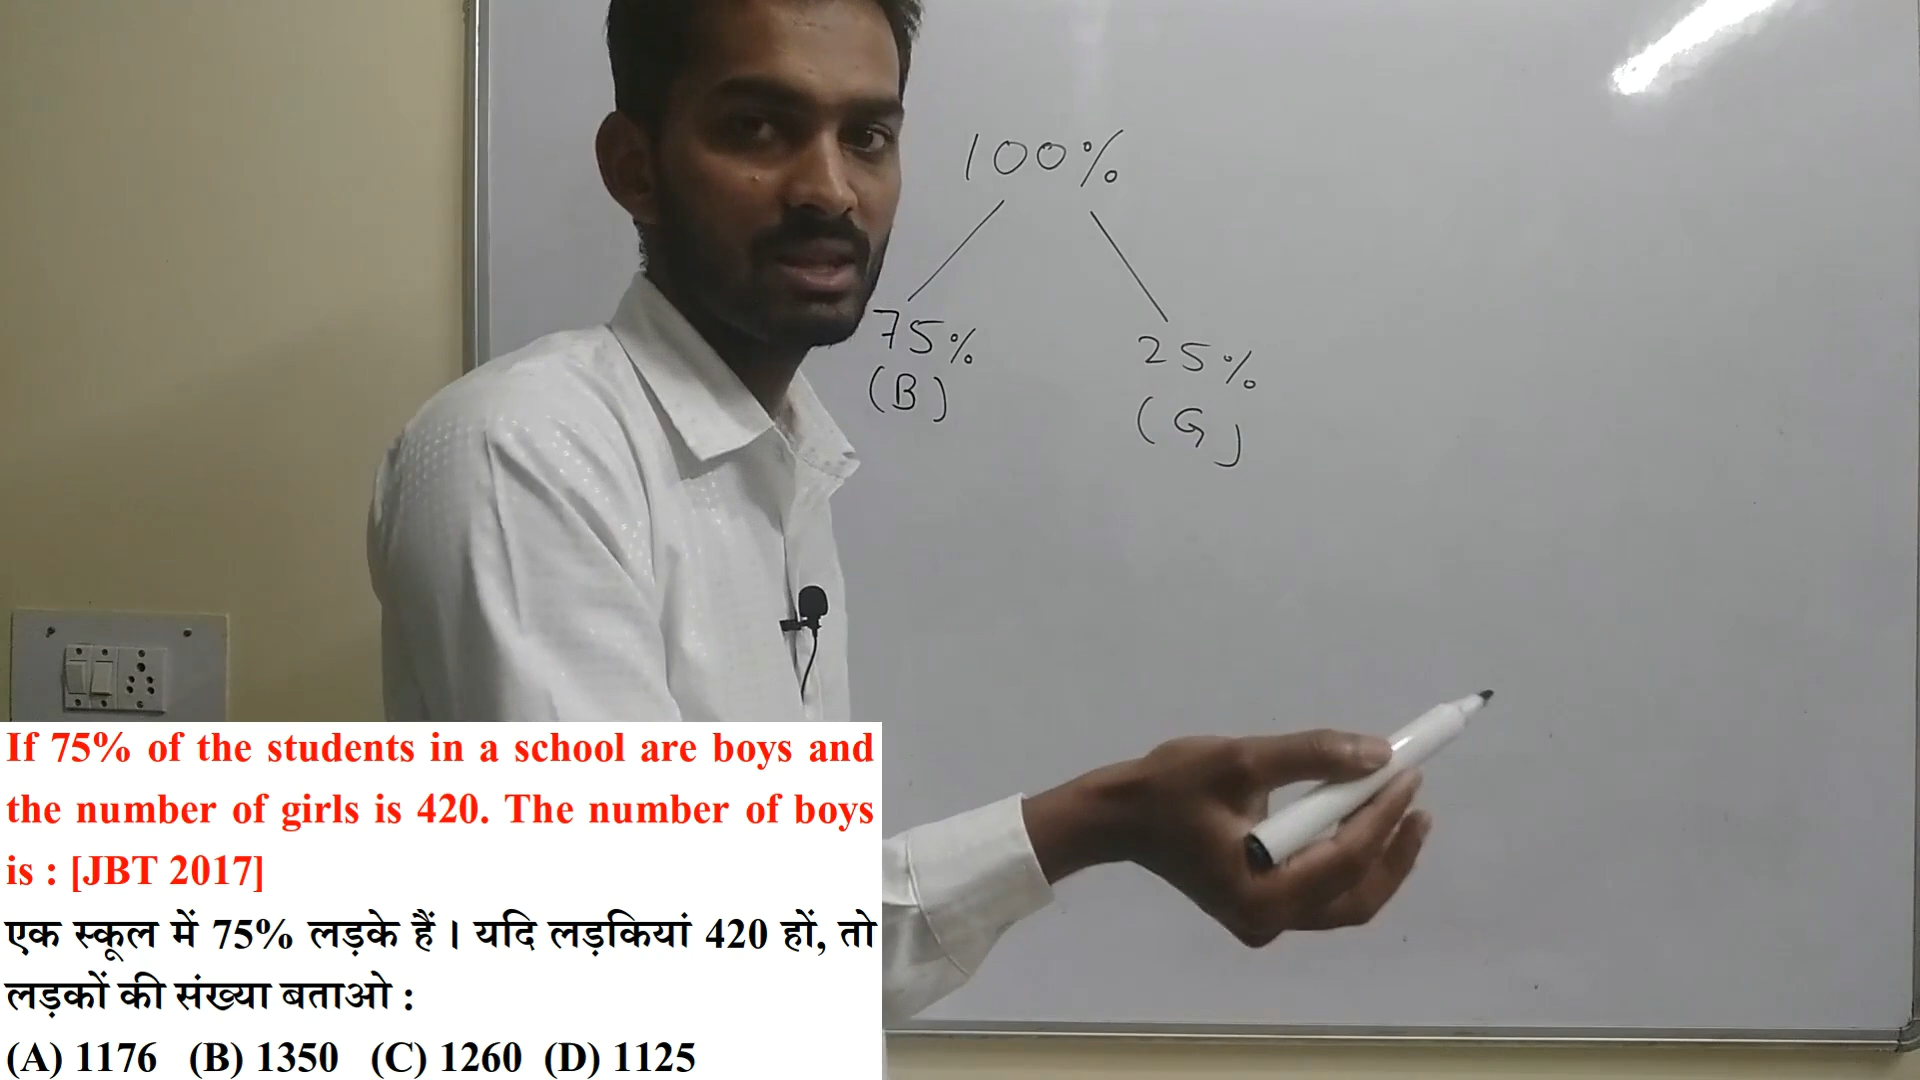 100%
75%
25%
(B)
(G)
If 75% of the students in a school are boys and
the number of girls is 420. The number of boys
is : [JBT 2017]
एक स्कूल में 75% लड़के हैं । यदि लड़कियां 420 हों, तो
लड़कों की संख्या बताओ :
(A) 1176 (B) 1350 (C) 1260 (D) 1125